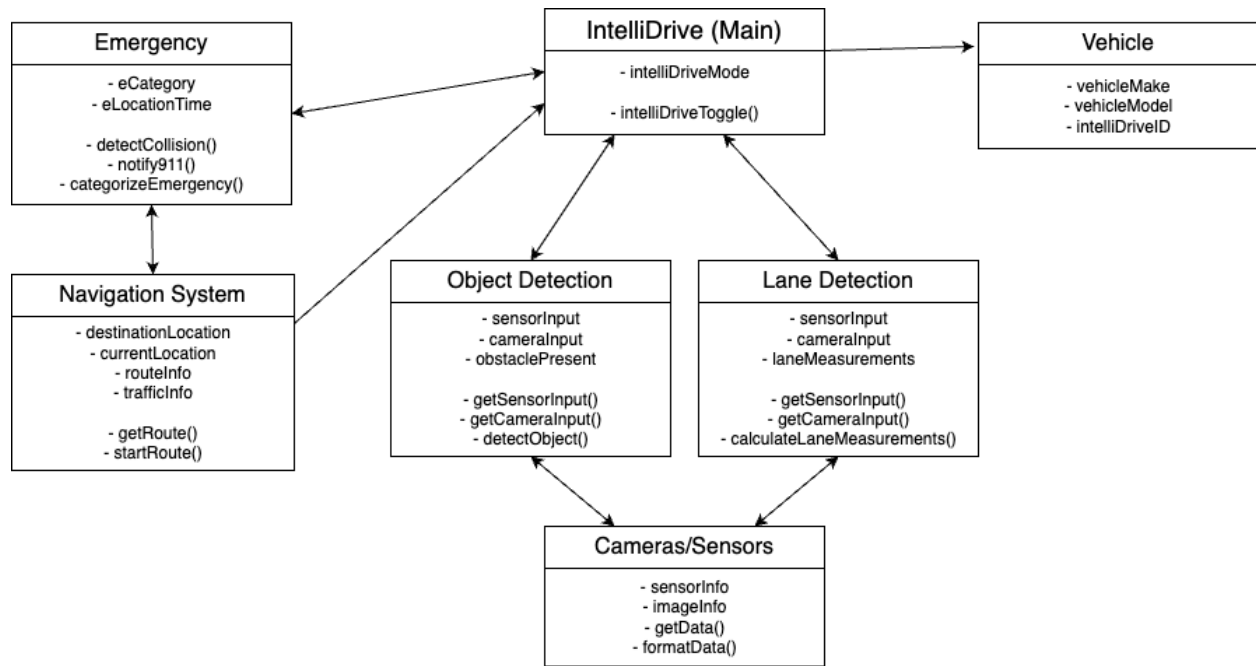 Emergency
- eCategory
- eLocationTime
- detectCollision()
- notify911()
- categorizeEmergency()
IntelliDrive (Main)
- intelliDriveMode
- intelliDriveToggle()
Vehicle
- vehicleMake
- vehicleModel
- intelliDriveID
Navigation System
- destinationLocation
- currentLocation
- routeInfo
- trafficInfo
- getRoute()
- startRoute()
Object Detection
- sensorInput
- cameraInput
- obstaclePresent
- getSensorInput()
- getCameraInput()
- detectObject()
Lane Detection
- sensorInput
- cameraInput
- laneMeasurements
- getSensorInput()
- getCameraInput()
- calculateLaneMeasurements()
Cameras/Sensors
- sensorInfo
- imageInfo
- getData()
- formatData()